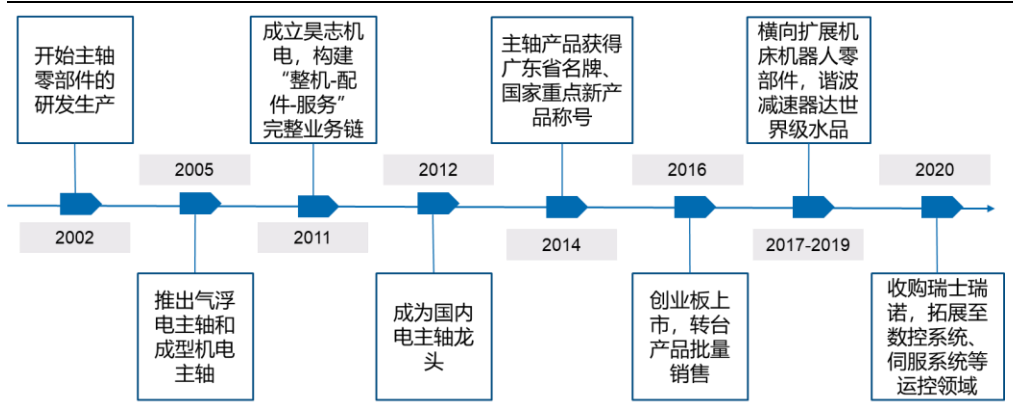 开始主轴
零部件的
研发生产
2002
2005
推出气浮
电主轴和
成型机电
主轴
成立昊志机
电，构建
“整机-配
件-服务”
完整业务链
2011
2012
成为国内
电主轴龙
头
主轴产品获得
广东省名牌、
国家重点新产
品称号
2014
2016
创业板上
市，转台
产品批量
销售
横向扩展机
床机器人零
部件，谐波
减速器达世
界级水品
2017-2019
2020
收购瑞士瑞
诺，拓展至
数控系统、
伺服系统等
运控领域